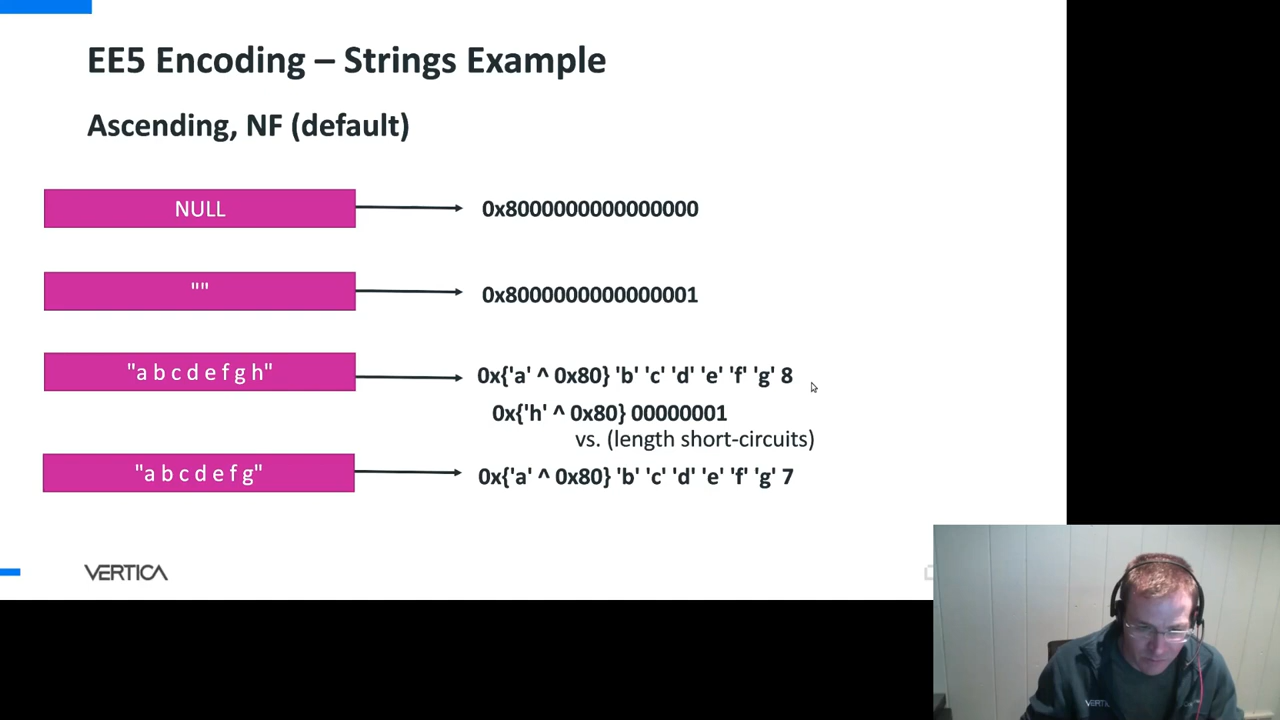 EE5 Encoding – Strings Example
Ascending, NF (default)
NULL
0x8000000000000000
""
0x8000000000000001
"a b c d e f g h"
0x{'a' ^ 0x80} 'b' 'c' 'd' 'e' 'f' 'g' 8
0x{'h' ^ 0x80} 00000001
vs. (length short-circuits)
"a b c d e f g"
0x{'a' ^ 0x80} 'b' 'c' 'd' 'e' 'f' 'g' 7
VERTICA